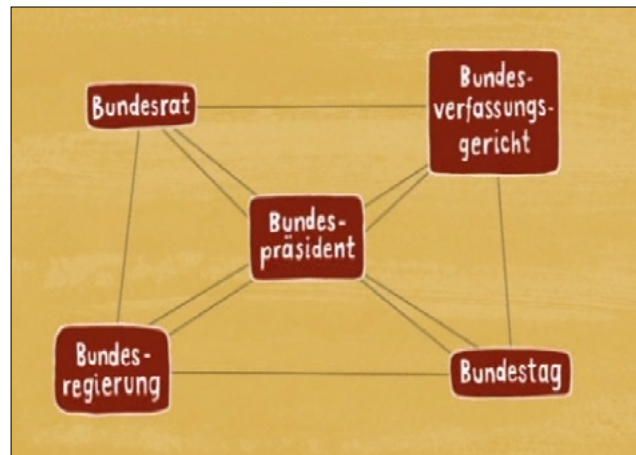 Bundesrat
Bundes-
verfassungs-
gericht
Bundes-
präsident
Bundes-
regierung
Bundestag